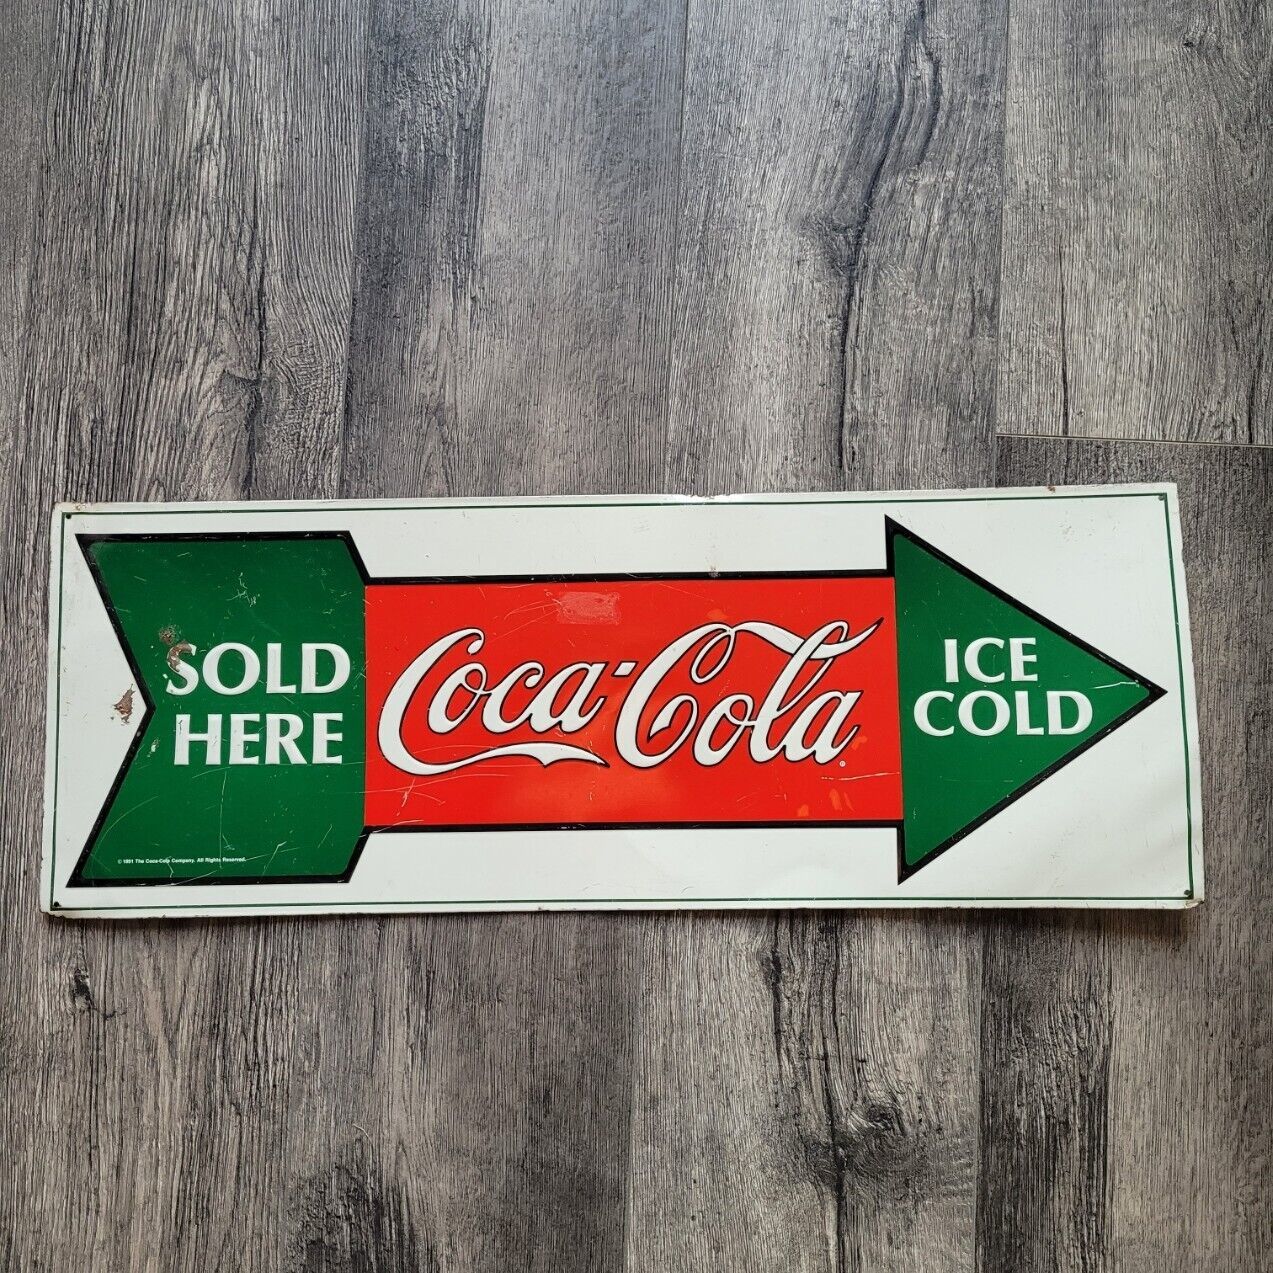 SOLD
HERE
Coca-Cola®
ICE
COLD
© 1991 The Coca-Cola Company. All Rights Reserved.